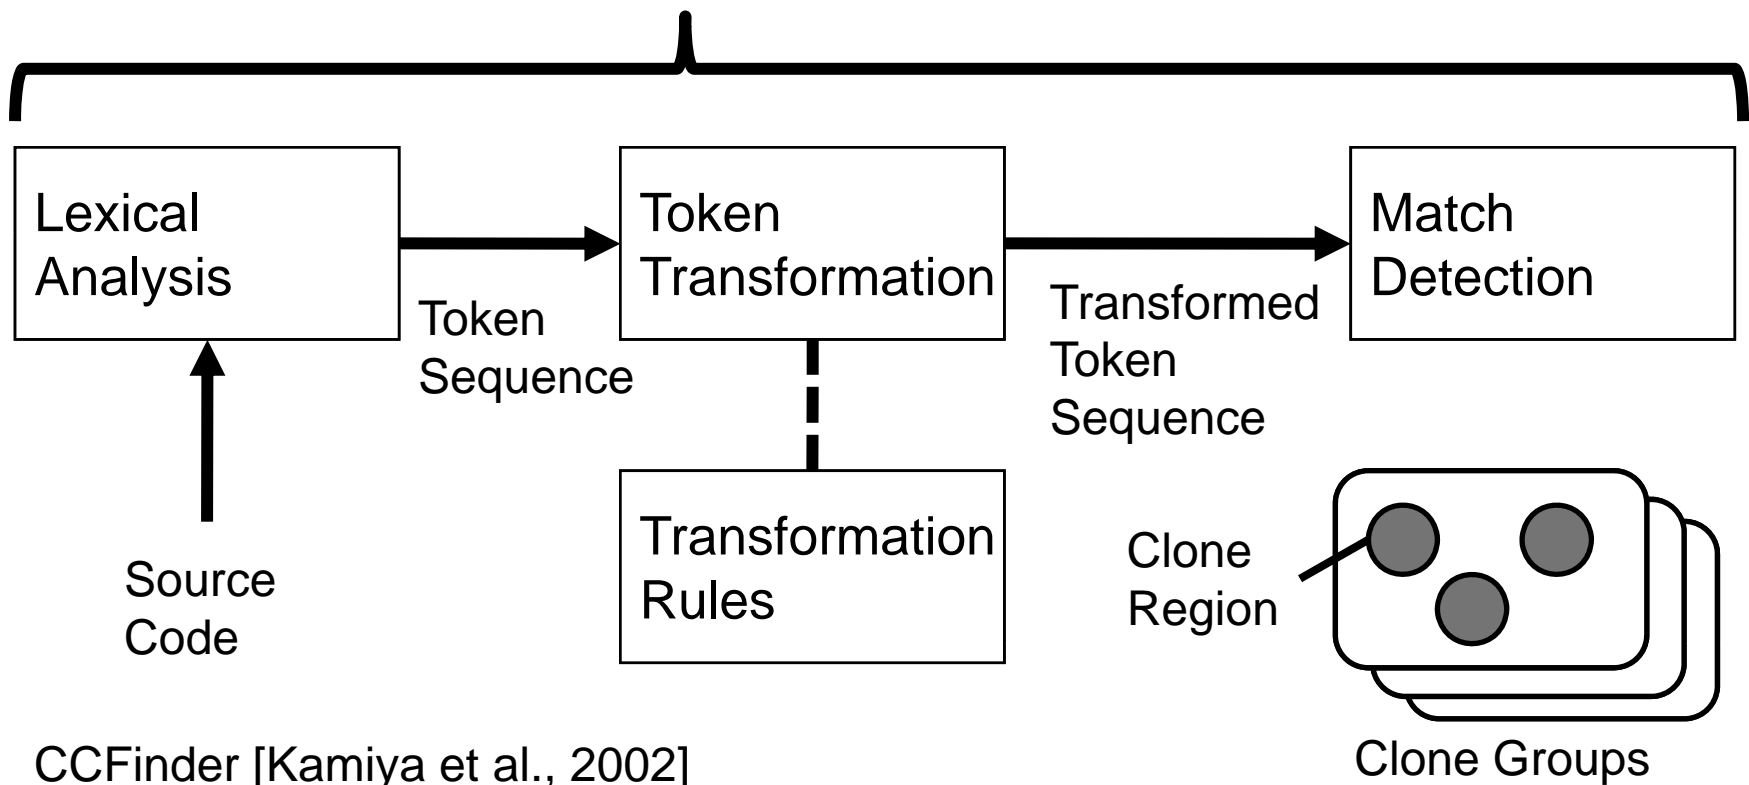 Lexical
Analysis
Token
Sequence
Token
Transformation
Transformed
Token
Sequence
Match
Detection
Source
Code
Transformation
Rules
Clone
Region
Clone Groups
CCFinder [Kamiya et al., 2002]